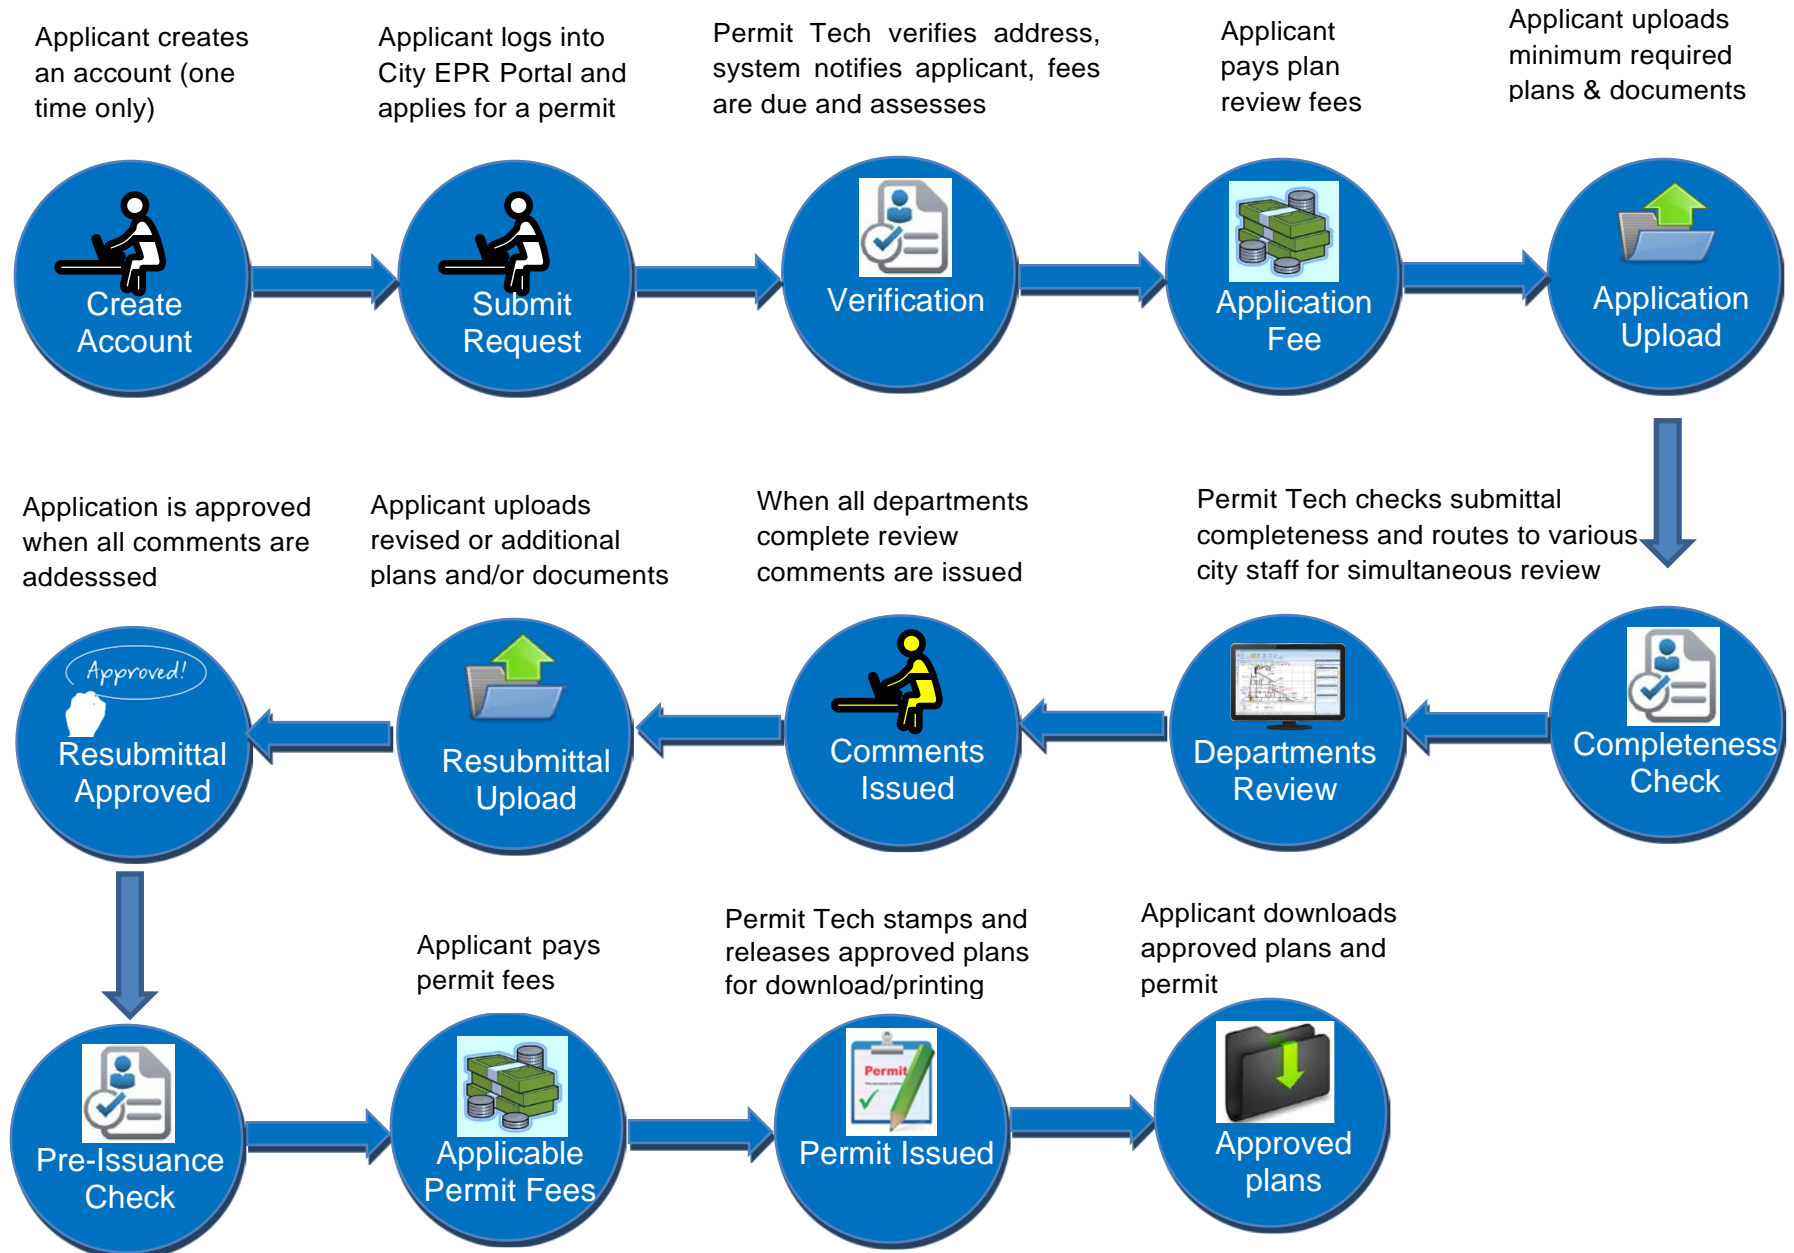 Applicant creates
an account (one
time only)
Applicant logs into
City EPR Portal and
applies for a permit
Permit Tech verifies address,
system notifies applicant, fees
are due and assesses
Applicant
pays plan
review fees
Applicant uploads
minimum required
plans & documents
Create
Account
Submit
Request
Verification
Application
Fee
Application
Upload
Application is approved
when all comments are
addesssed
Applicant uploads
revised or additional
plans and/or documents
When all departments
complete review
comments are issued
Permit Tech checks submittal
completeness and routes to various
city staff for simultaneous review
Approved!
Resubmittal
Approved
Resubmittal
Upload
Comments
Issued
Departments
Review
Completeness
Check
Applicant pays
permit fees
Permit Tech stamps and
releases approved plans
for download/printing
Applicant downloads
approved plans and
permit
Pre-Issuance
Check
Applicable
Permit Fees
Permit
Permit Issued
Approved
plans